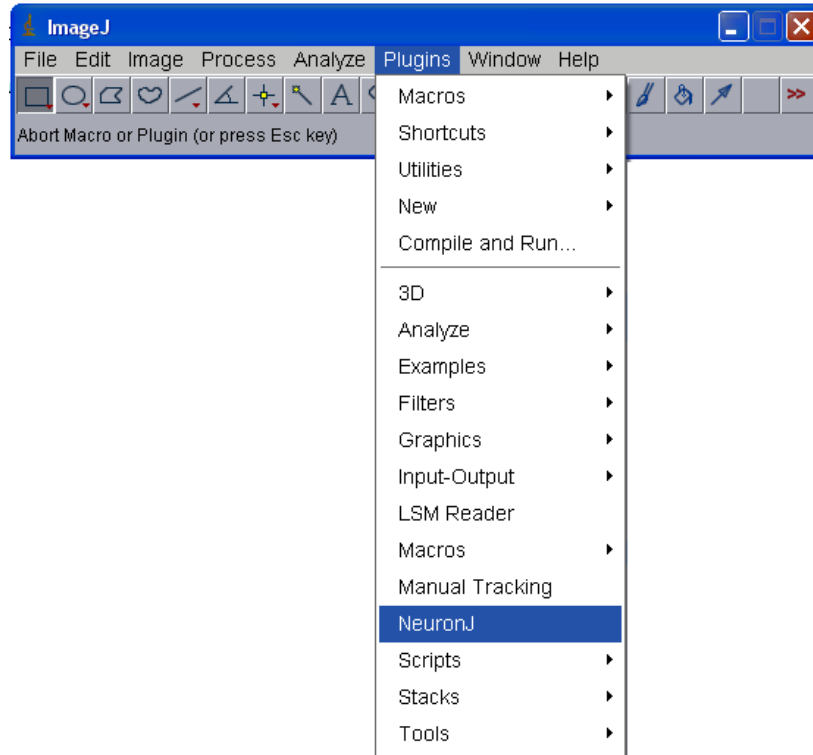 ImageJ
File Edit Image Process Analyze Plugins Window Help
A
>>
Abort Macro or Plugin (or press Esc key)
Macros
Shortcuts
Utilities
New
Compile and Run...
3D
Analyze
Examples
Filters
Graphics
Input-Output
LSM Reader
Macros
Manual Tracking
NeuronJ
Scripts
Stacks
Tools